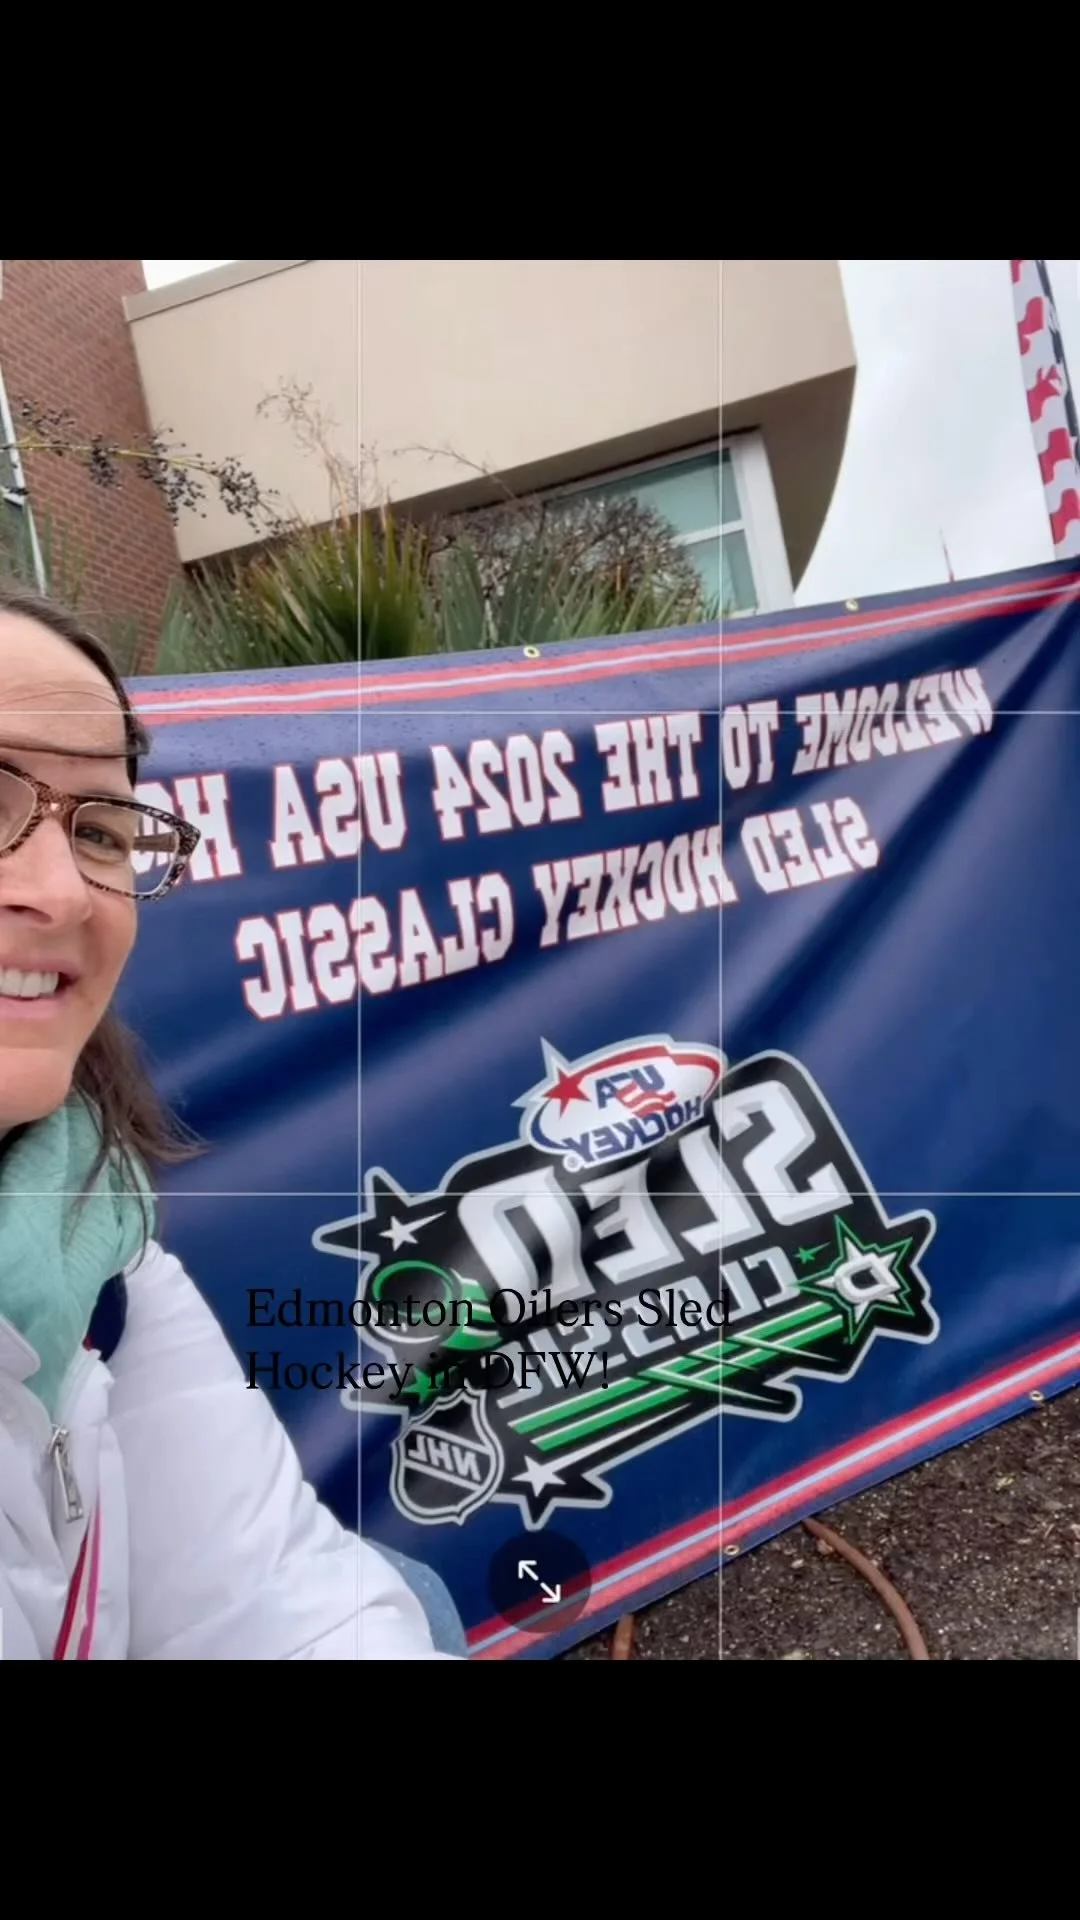 WELCOME TO THE 2024 USA HO
SLED HOCKEY CLASSIC
USA
HOCKEY
SLED
CLASSIC
D
NHL
Edmonton Oilers Sled
Hockey in DFW!